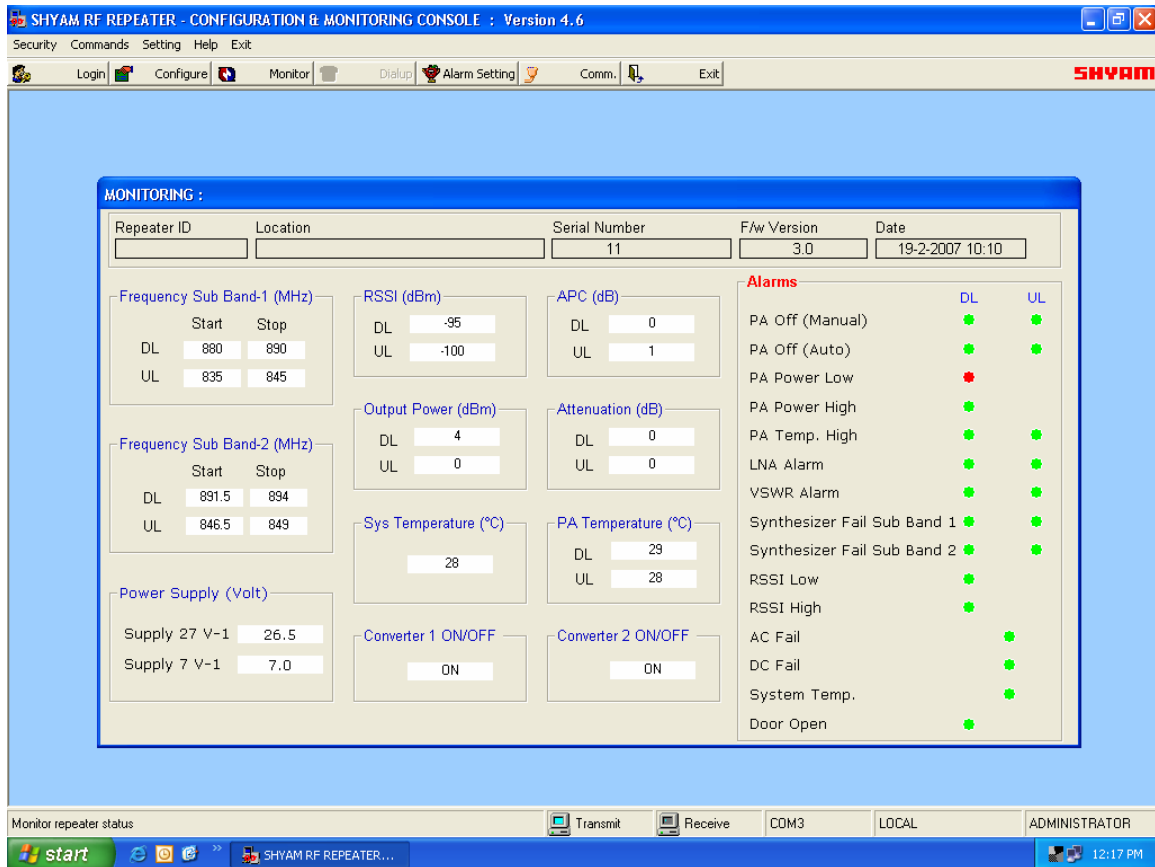 SHYAM RF REPEATER - CONFIGURATION & MONITORING CONSOLE : Version 4.6
Security Commands Setting Help Exit
Login Configure Monitor Dialup Alarm Setting Comm. Exit
SHYAM
MONITORING :
Repeater ID Location Serial Number F/w Version Date
11 3.0 19-2-2007 10:10
Frequency Sub Band-1 (MHz)
Start Stop
DL 880 890
UL 835 845
Frequency Sub Band-2 (MHz)
Start Stop
DL 891.5 894
UL 846.5 849
Power Supply (Volt)
Supply 27 V-1 26.5
Supply 7 V-1 7.0
RSSI (dBm)
DL -95
UL -100
Output Power (dBm)
DL 4
UL 0
Sys Temperature (°C)
28
Converter 1 ON/OFF
ON
APC (dB)
DL 0
UL 1
Attenuation (dB)
DL 0
UL 0
PA Temperature (°C)
DL 29
UL 28
Converter 2 ON/OFF
ON
Alarms
DL UL
PA Off (Manual)
PA Off (Auto)
PA Power Low
PA Power High
PA Temp. High
LNA Alarm
VSWR Alarm
Synthesizer Fail Sub Band 1
Synthesizer Fail Sub Band 2
RSSI Low
RSSI High
AC Fail
DC Fail
System Temp.
Door Open
Monitor repeater status Transmit Receive COM3 LOCAL ADMINISTRATOR
start SHYAM RF REPEATER... 12:17 PM